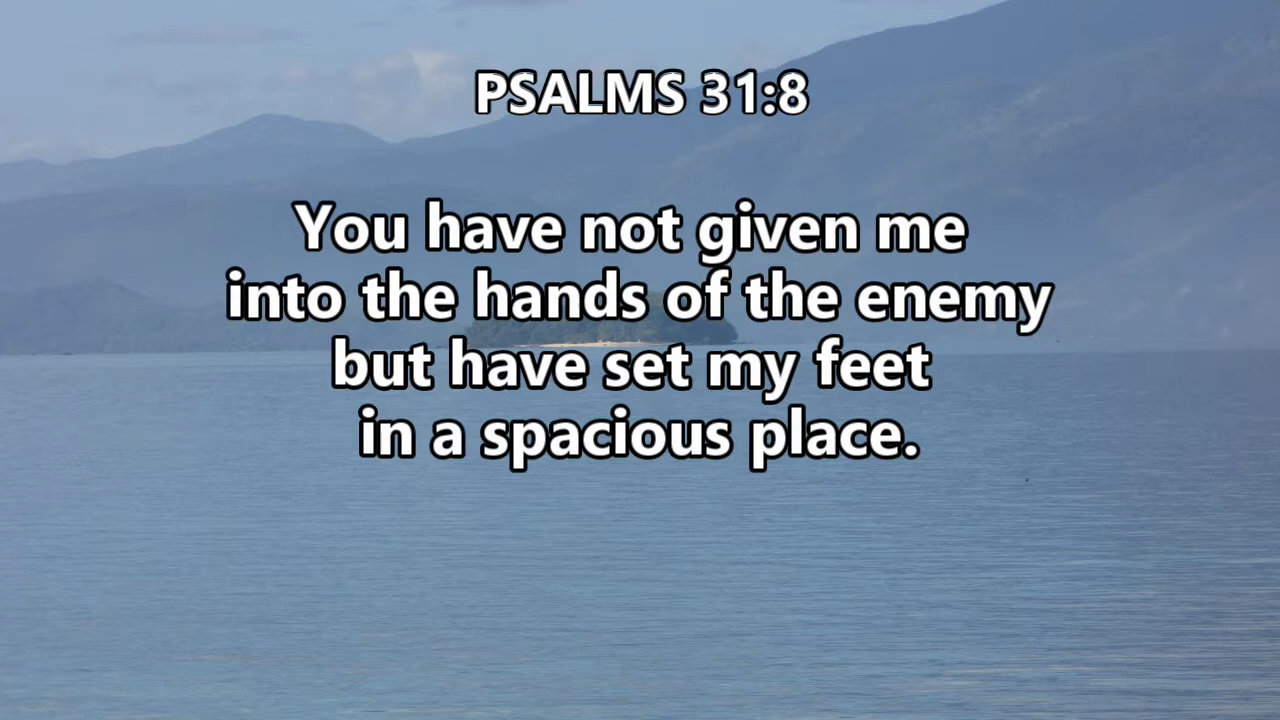 PSALMS 31:8
You have not given me
into the hands of the enemy
but have set my feet
in a spacious place.